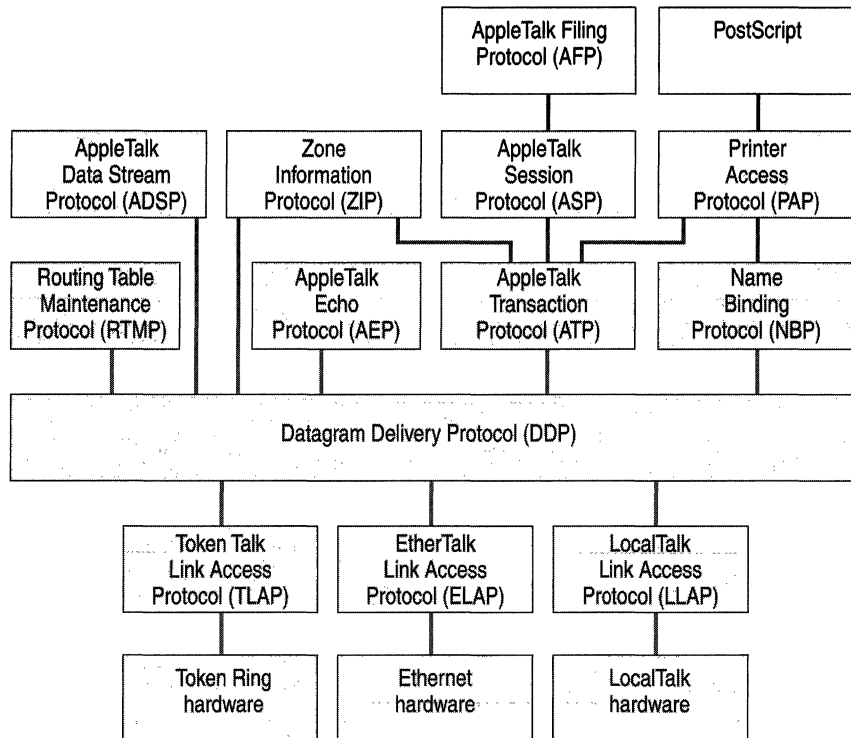 AppleTalk Filing
Protocol (AFP)
PostScript
AppleTalk
Data Stream
Protocol (ADSP)
Zone
Information
Protocol (ZIP)
AppleTalk
Session
Protocol (ASP)
Printer
Access
Protocol (PAP)
Routing Table
Maintenance
Protocol (RTMP)
AppleTalk
Echo
Protocol (AEP)
AppleTalk
Transaction
Protocol (ATP)
Name
Binding
Protocol (NBP)
Datagram Delivery Protocol (DDP)
Token Talk
Link Access
Protocol (TLAP)
EtherTalk
Link Access
Protocol (ELAP)
LocalTalk
Link Access
Protocol (LLAP)
Token Ring
hardware
Ethernet
hardware
LocalTalk
hardware